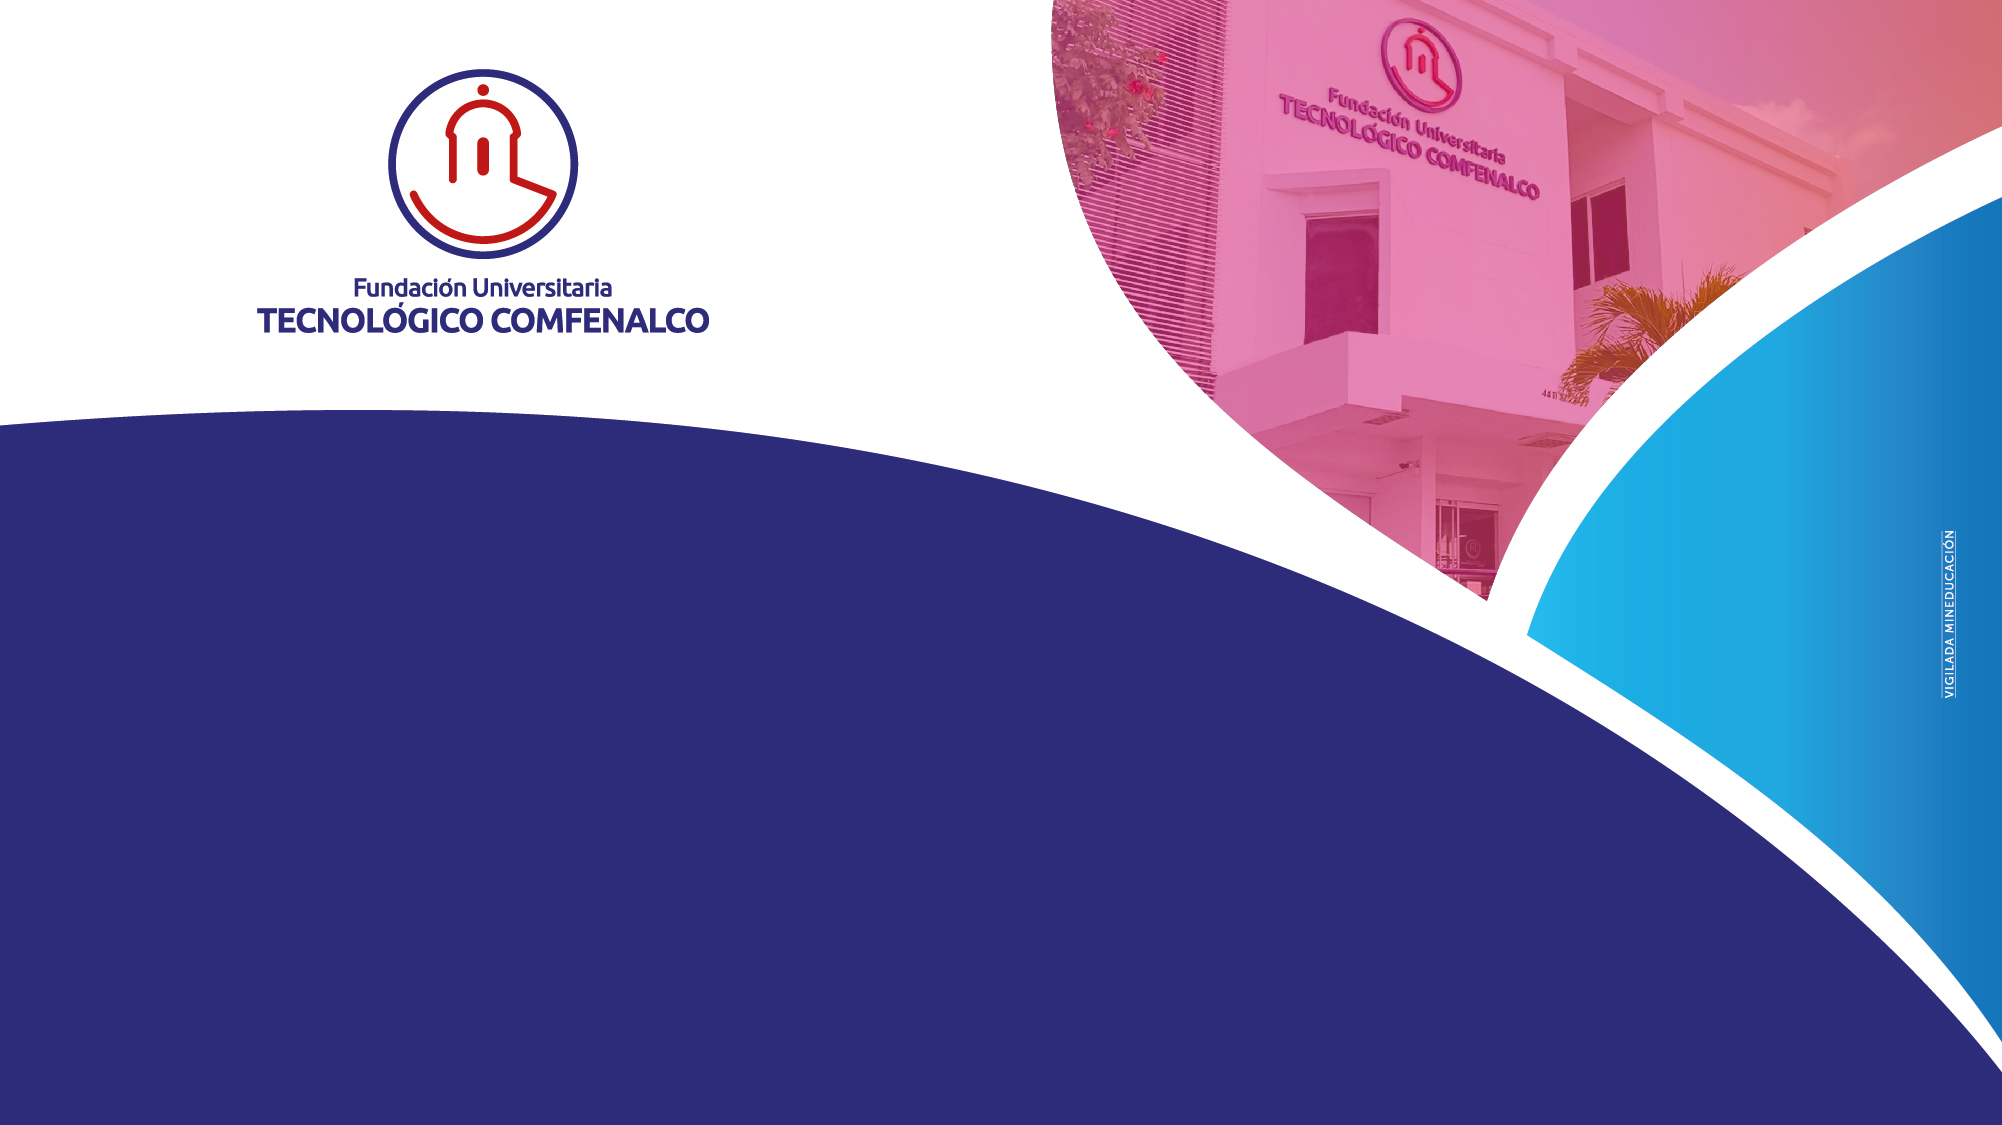 Fundación Universitaria
TECNOLÓGICO COMFENALCO
Fundación Universitaria
TECNOLÓGICO COMFENALCO
VIGILADA MINEDUCACIÓN